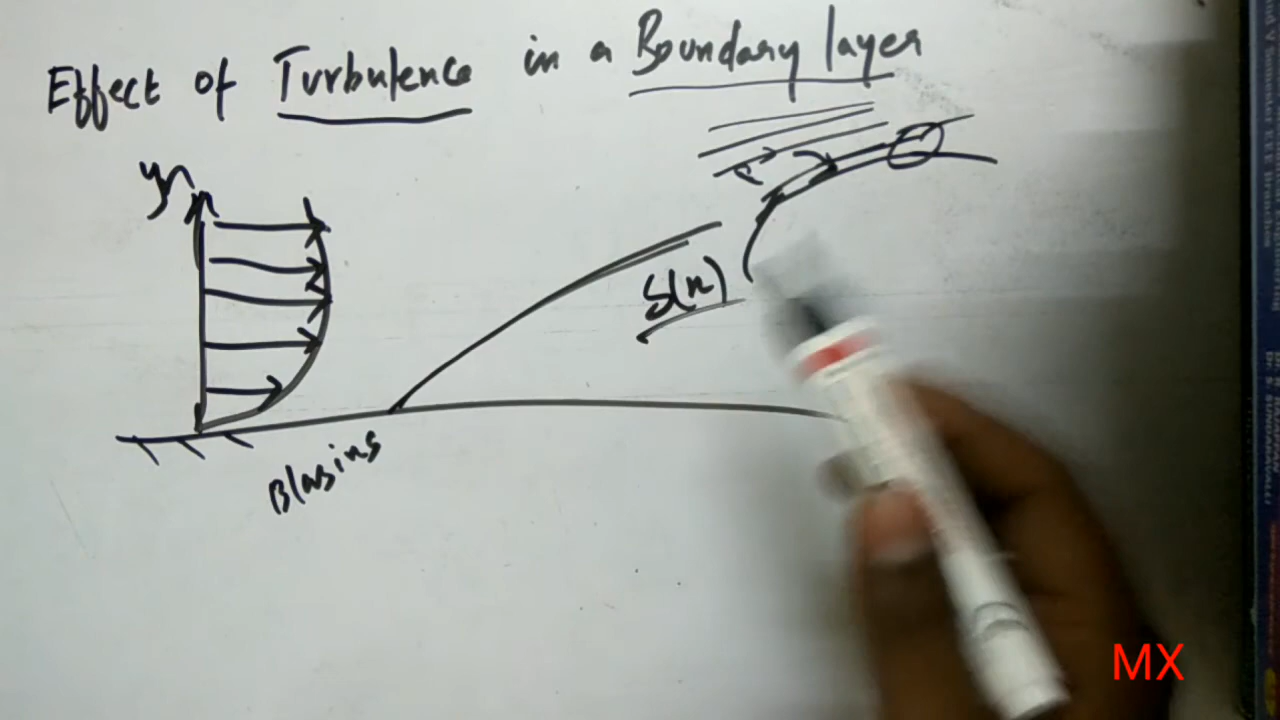 Effect of Turbulence in a Boundary layer
y
δ(x)
Blasius
MX